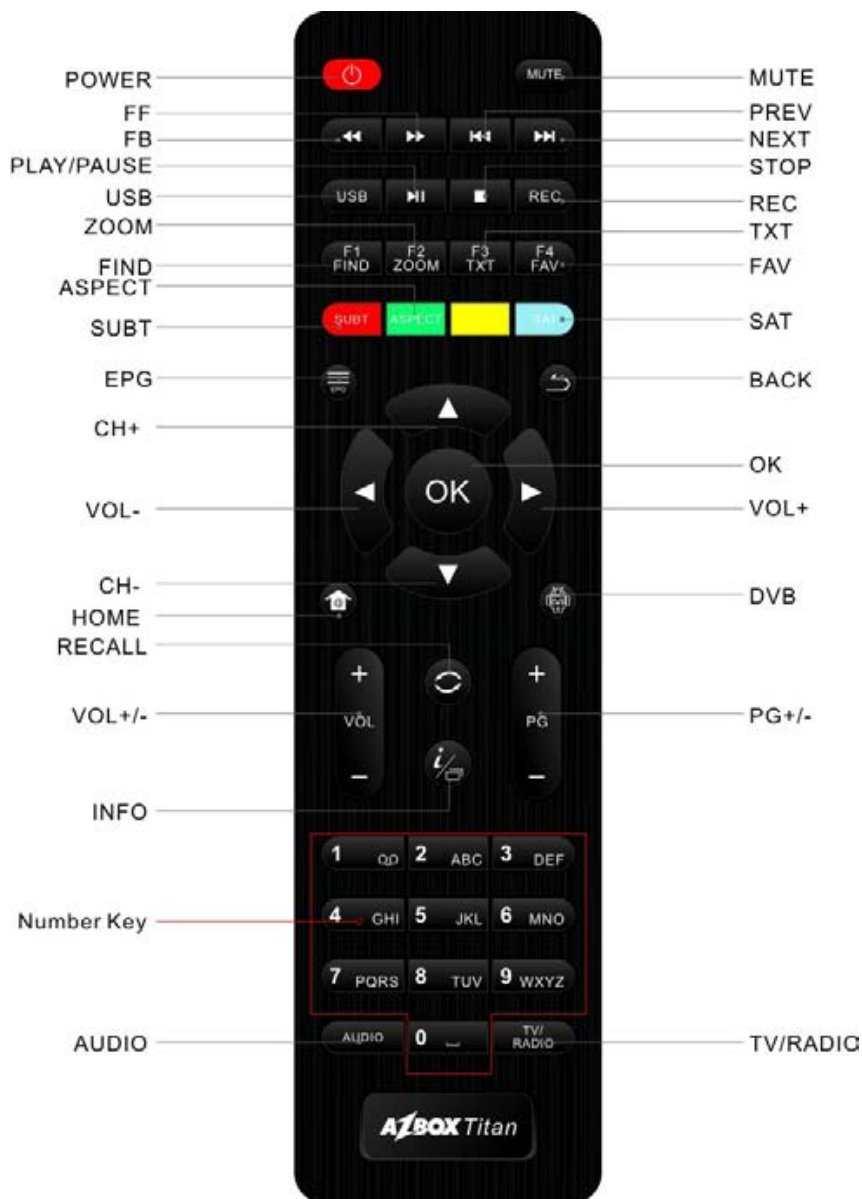 POWER
MUTE
MUTE
FF
PREV
FB
NEXT
PLAY/PAUSE
STOP
USB
USB
REC
REC
ZOOM
TXT
F1
FIND
F2
ZOOM
F3
TXT
F4
FAV
FIND
FAV
ASPECT
SUBT
SUBT
ASPECT
SAT
SAT
EPG
EPG
BACK
CH+
OK
OK
VOL-
VOL+
CH-
DVB
HOME
RECALL
+
+
VOL+/-
VOL
PG
PG+/-
−
−
i/
INFO
1
2 ABC
3 DEF
Number Key
4 GHI
5 JKL
6 MNO
7 PQRS
8 TUV
9 WXYZ
AUDIO
AUDIO
0
TV/
RADIO
TV/RADIO
AZBOX Titan